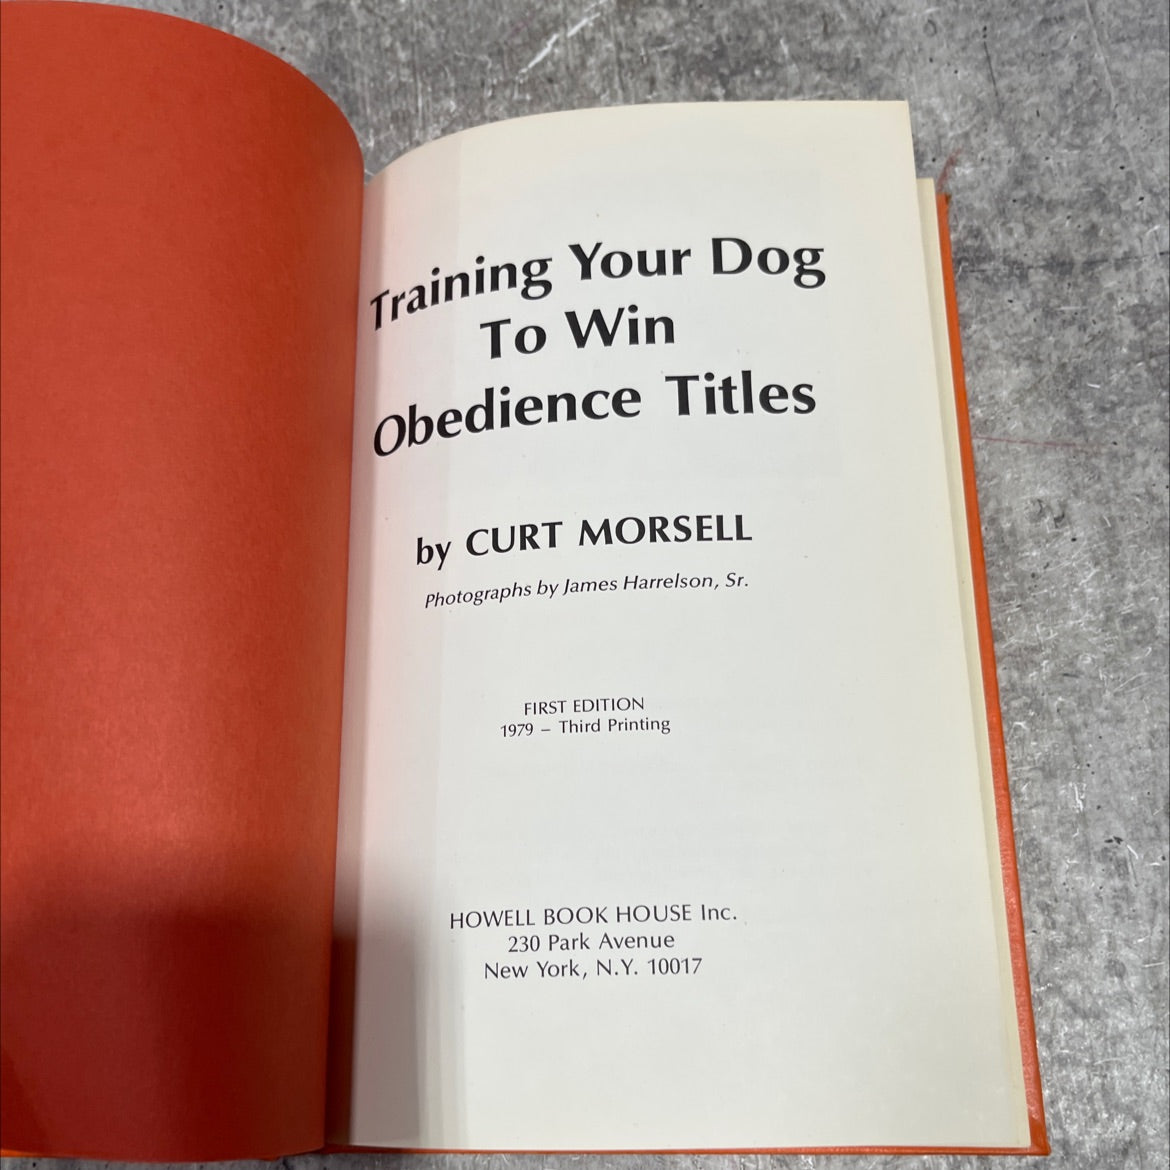 Training Your Dog
To Win
Obedience Titles
by CURT MORSELL
Photographs by James Harrelson, Sr.
FIRST EDITION
1979 – Third Printing
HOWELL BOOK HOUSE Inc.
230 Park Avenue
New York, N.Y. 10017